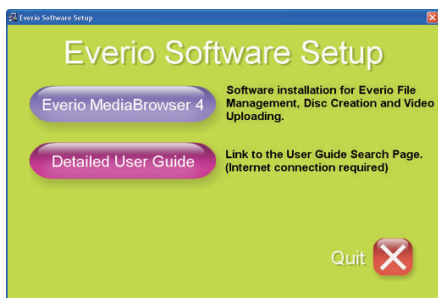 Everio Software Setup
Everio Software Setup
Everio MediaBrowser 4
Software installation for Everio File
Management, Disc Creation and Video
Uploading.
Detailed User Guide
Link to the User Guide Search Page.
(Internet connection required)
Quit